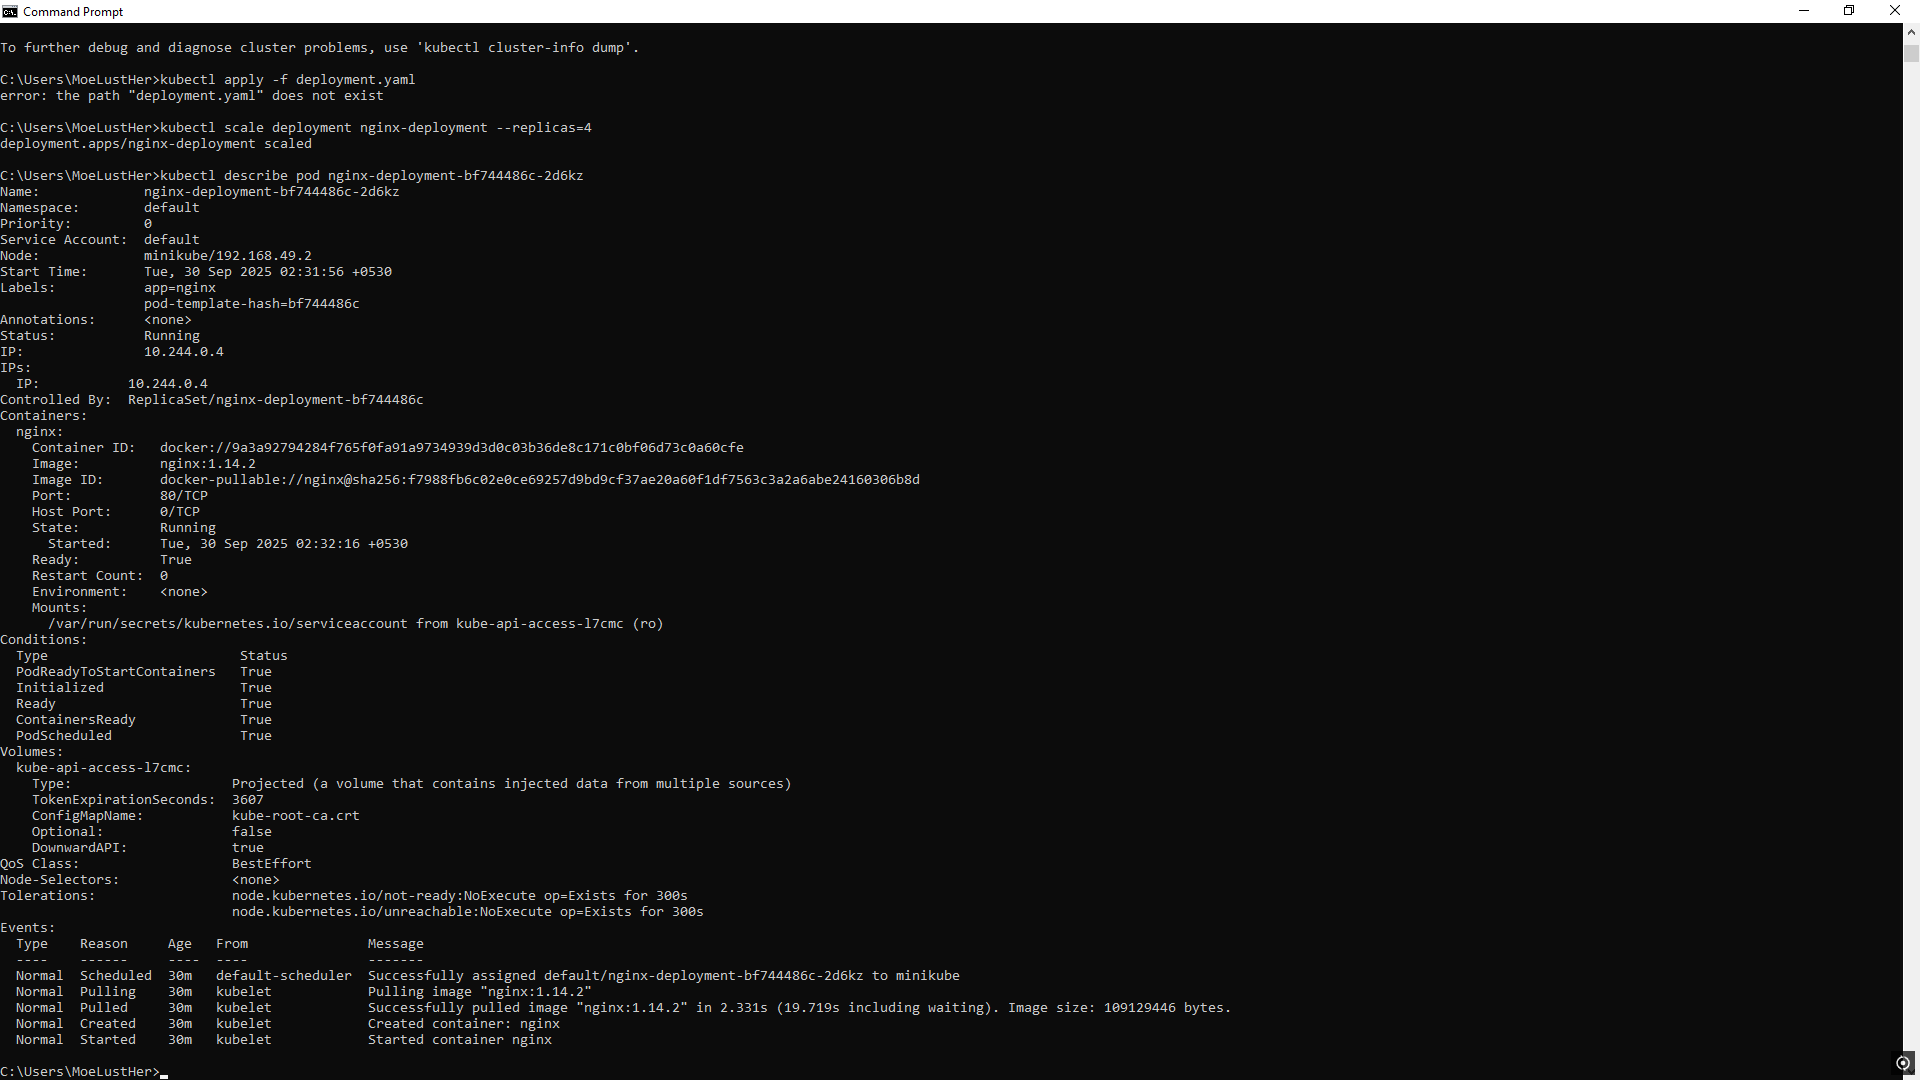 Command Prompt
To further debug and diagnose cluster problems, use 'kubectl cluster-info dump'.
C:\Users\MoeLustHer>kubectl apply -f deployment.yaml
error: the path "deployment.yaml" does not exist
C:\Users\MoeLustHer>kubectl scale deployment nginx-deployment --replicas=4
deployment.apps/nginx-deployment scaled
C:\Users\MoeLustHer>kubectl describe pod nginx-deployment-bf744486c-2d6kz
Name:             nginx-deployment-bf744486c-2d6kz
Namespace:        default
Priority:         0
Service Account:  default
Node:             minikube/192.168.49.2
Start Time:       Tue, 30 Sep 2025 02:31:56 +0530
Labels:           app=nginx
                  pod-template-hash=bf744486c
Annotations:      <none>
Status:           Running
IP:               10.244.0.4
IPs:
  IP:           10.244.0.4
Controlled By:  ReplicaSet/nginx-deployment-bf744486c
Containers:
  nginx:
    Container ID:   docker://9a3a92794284f765f0fa91a9734939d3d0c03b36de8c171c0bf06d73c0a60cfe
    Image:          nginx:1.14.2
    Image ID:       docker-pullable://nginx@sha256:f7988fb6c02e0ce69257d9bd9cf37ae20a60f1df7563c3a2a6abe24160306b8d
    Port:           80/TCP
    Host Port:      0/TCP
    State:          Running
      Started:      Tue, 30 Sep 2025 02:32:16 +0530
    Ready:          True
    Restart Count:  0
    Environment:    <none>
    Mounts:
      /var/run/secrets/kubernetes.io/serviceaccount from kube-api-access-l7cmc (ro)
Conditions:
  Type                        Status
  PodReadyToStartContainers   True
  Initialized                 True
  Ready                       True
  ContainersReady             True
  PodScheduled                True
Volumes:
  kube-api-access-l7cmc:
    Type:                    Projected (a volume that contains injected data from multiple sources)
    TokenExpirationSeconds:  3607
    ConfigMapName:           kube-root-ca.crt
    Optional:                false
    DownwardAPI:             true
QoS Class:                   BestEffort
Node-Selectors:              <none>
Tolerations:                 node.kubernetes.io/not-ready:NoExecute op=Exists for 300s
                             node.kubernetes.io/unreachable:NoExecute op=Exists for 300s
Events:
  Type    Reason     Age   From               Message
  ----    ------     ----  ----               -------
  Normal  Scheduled  30m   default-scheduler  Successfully assigned default/nginx-deployment-bf744486c-2d6kz to minikube
  Normal  Pulling    30m   kubelet            Pulling image "nginx:1.14.2"
  Normal  Pulled     30m   kubelet            Successfully pulled image "nginx:1.14.2" in 2.331s (19.719s including waiting). Image size: 109129446 bytes.
  Normal  Created    30m   kubelet            Created container: nginx
  Normal  Started    30m   kubelet            Started container nginx
C:\Users\MoeLustHer>